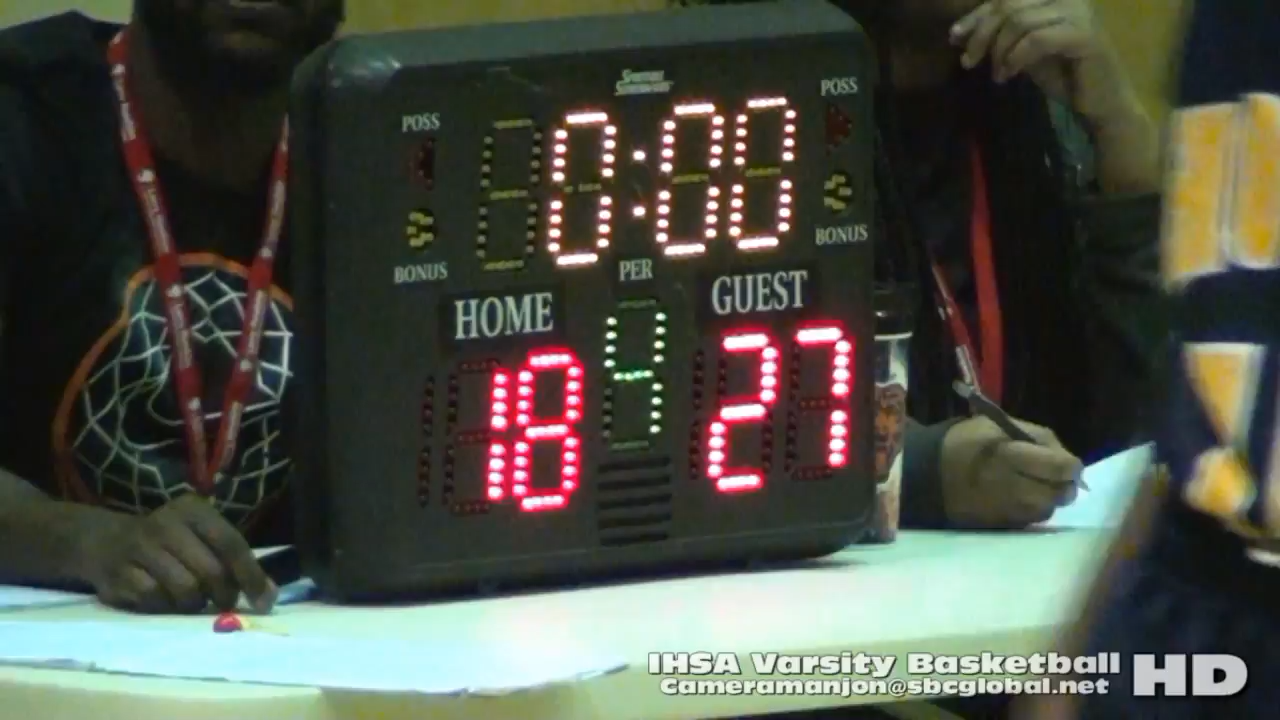 POSS
0:00
POSS
BONUS
PER
BONUS
HOME
4
GUEST
18
27
IHSA Varsity Basketball HD
Cameramanjon@sbcglobal.net